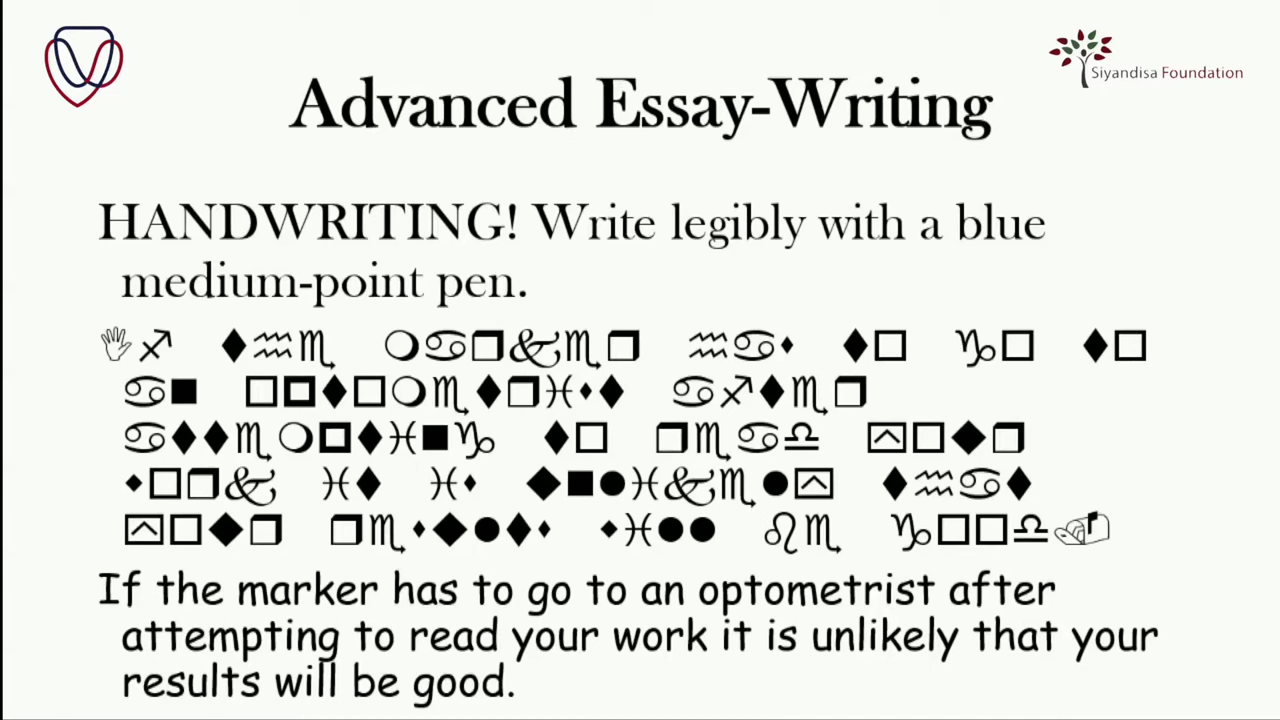 Siyandisa Foundation
Advanced Essay-Writing
HANDWRITING! Write legibly with a blue
medium-point pen.
✋︎♐︎ ⧫︎♒︎♏︎ ❍︎♋︎❒︎🙵♏︎❒︎ ♒︎♋︎⬧︎ ⧫︎□︎ ♑︎□︎ ⧫︎□︎
♋︎■︎ □︎◻︎⧫︎□︎❍︎♏︎⧫︎❒︎♓︎⬧︎⧫︎ ♋︎♐︎⧫︎♏︎❒︎
♋︎⧫︎⧫︎♏︎❍︎◻︎⧫︎♓︎■︎♑︎ ⧫︎□︎ ❒︎♏︎♋︎♎︎ ⍓︎□︎◆︎❒︎
⬥︎□︎❒︎🙵 ♓︎⧫︎ ♓︎⬧︎ ◆︎■︎●︎♓︎🙵♏︎●︎⍓︎ ⧫︎♒︎♋︎⧫︎
⍓︎□︎◆︎❒︎ ❒︎♏︎⬧︎◆︎●︎⧫︎⬧︎ ⬥︎♓︎●︎●︎ ♌︎♏︎ ♑︎□︎□︎♎︎📬︎
If the marker has to go to an optometrist after
attempting to read your work it is unlikely that your
results will be good.